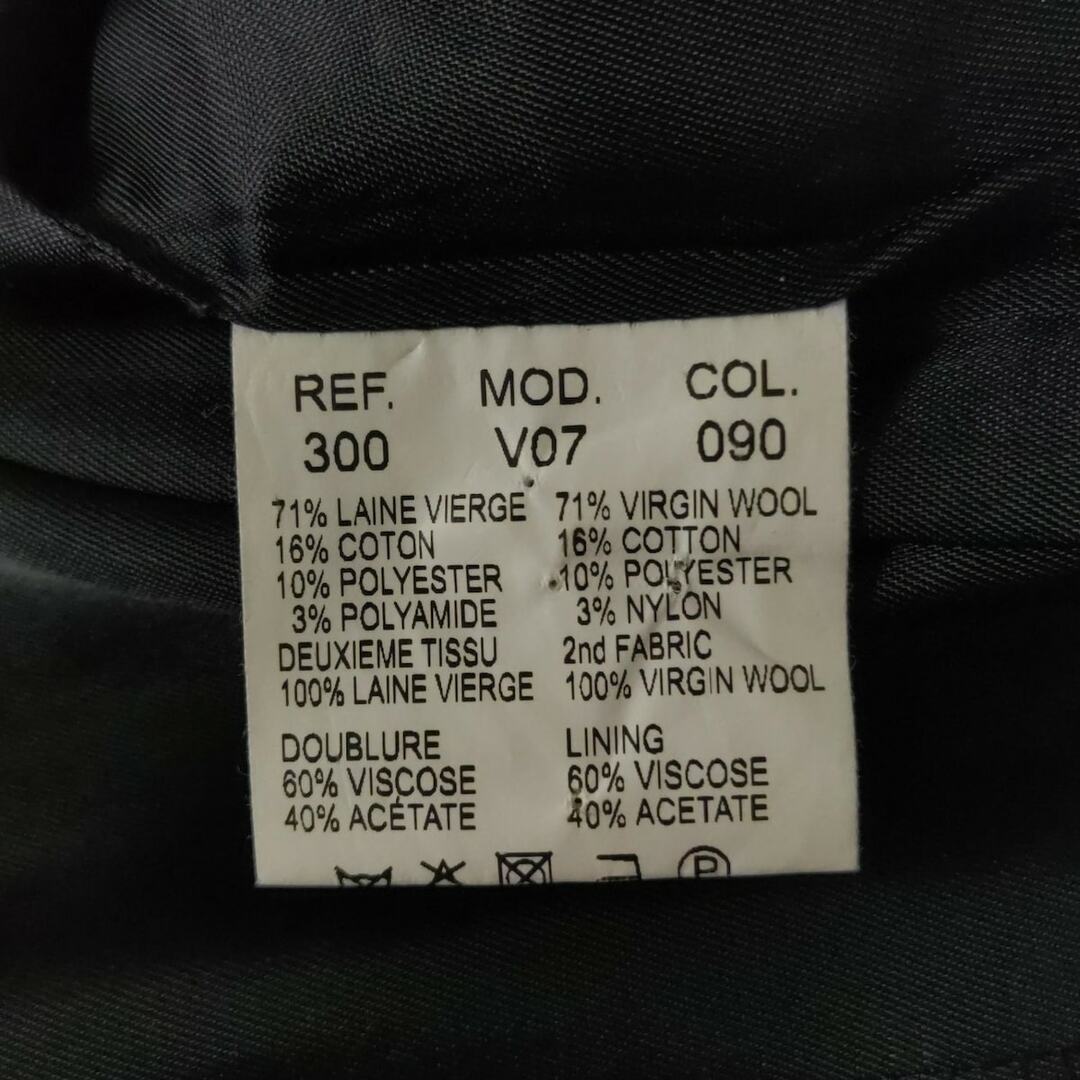 REF. MOD. COL.
300 V07 090
71% LAINE VIERGE 71% VIRGIN WOOL
16% COTON 16% COTTON
10% POLYESTER 10% POLYESTER
3% POLYAMIDE 3% NYLON
DEUXIEME TISSU 2nd FABRIC
100% LAINE VIERGE 100% VIRGIN WOOL
DOUBLURE LINING
60% VISCOSE 60% VISCOSE
40% ACÉTATE 40% ACETATE
P